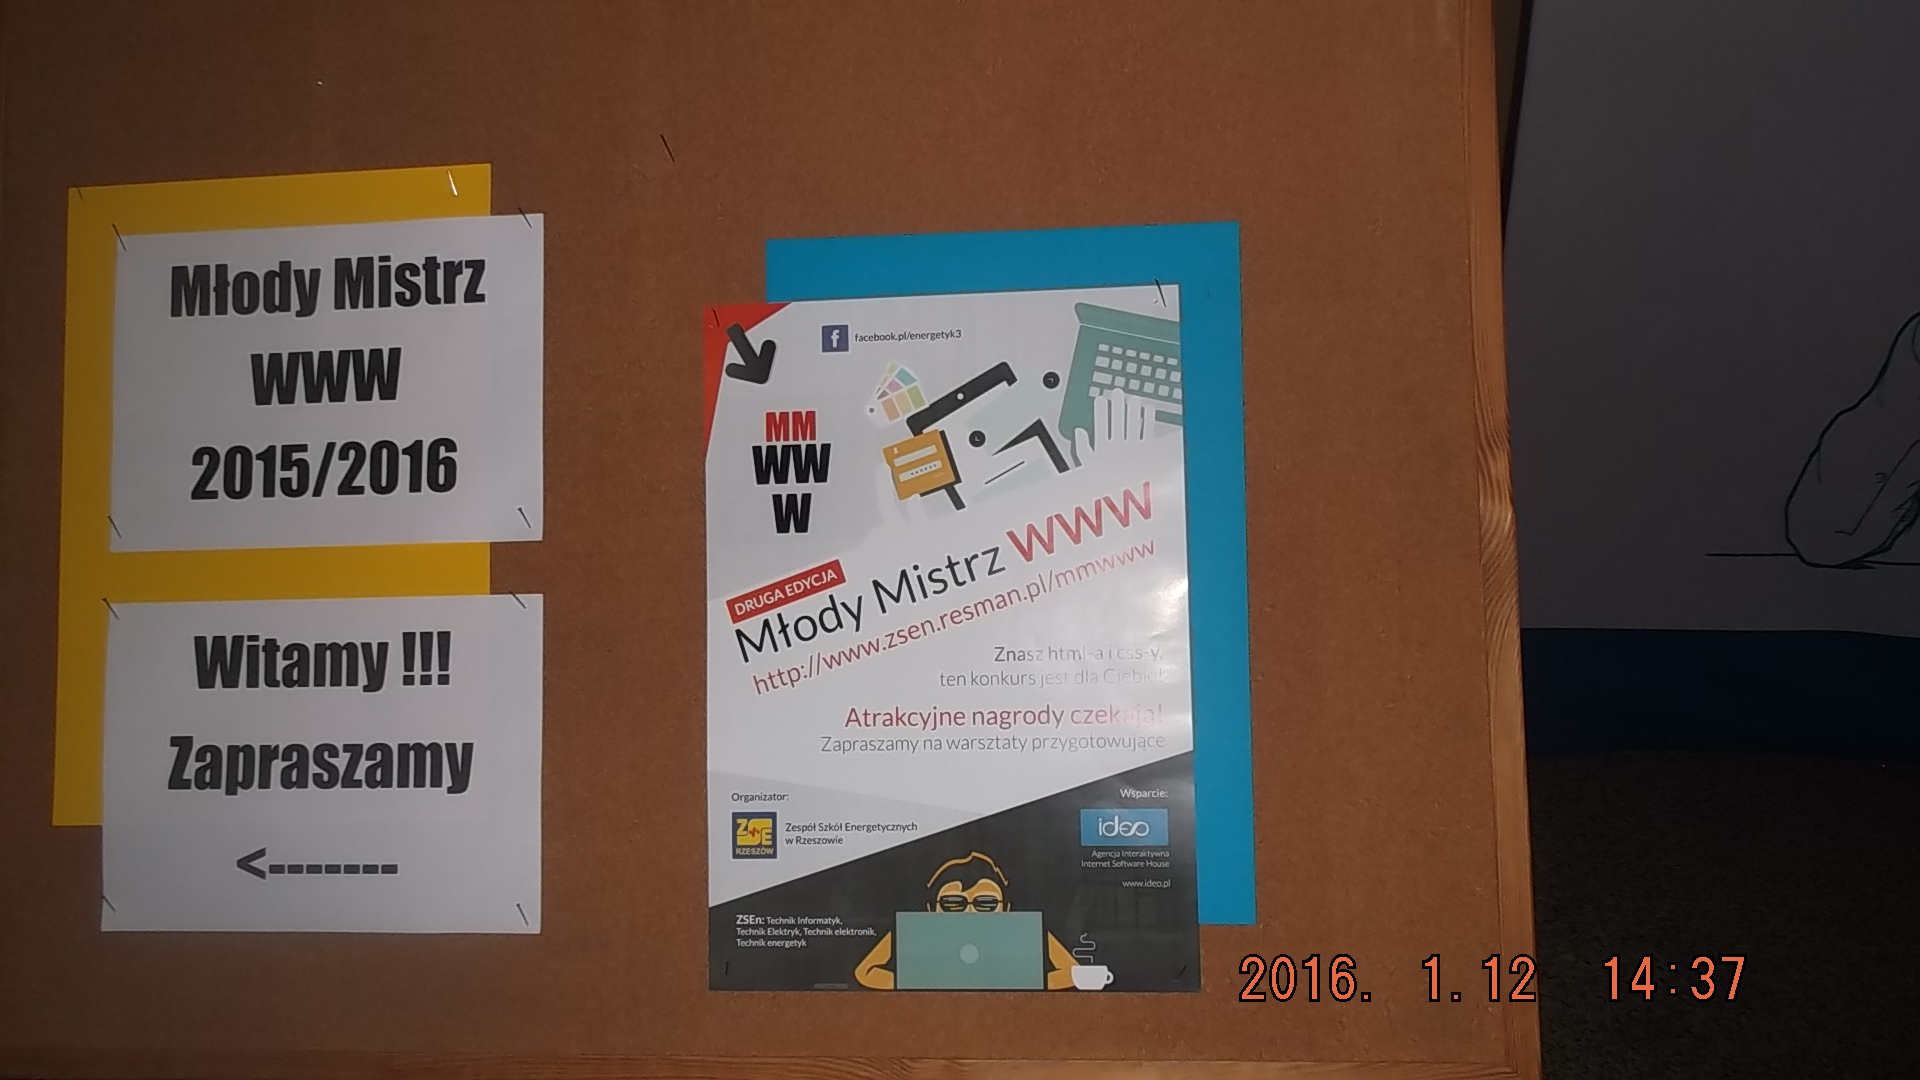 Młody Mistrz
WWW
2015/2016
Witamy !!!
Zapraszamy
<-------
facebook.pl/energetyk3
MM
WW
W
DRUGA EDYCJA
Młody Mistrz WWW
http://www.zsen.resman.pl/mmwww
Znasz html-a i css-y,
ten konkurs jest dla Ciebie!
Atrakcyjne nagrody czekają!
Zapraszamy na warsztaty przygotowujące
Organizator:
ZSE
RZESZÓW
Zespół Szkół Energetycznych
w Rzeszowie
Wsparcie:
ideo
Agencja Interaktywna
Internet Software House
www.ideo.pl
ZSEn: Technik Informatyk,
Technik Elektryk, Technik elektronik,
Technik energetyk
2016. 1.12 14:37